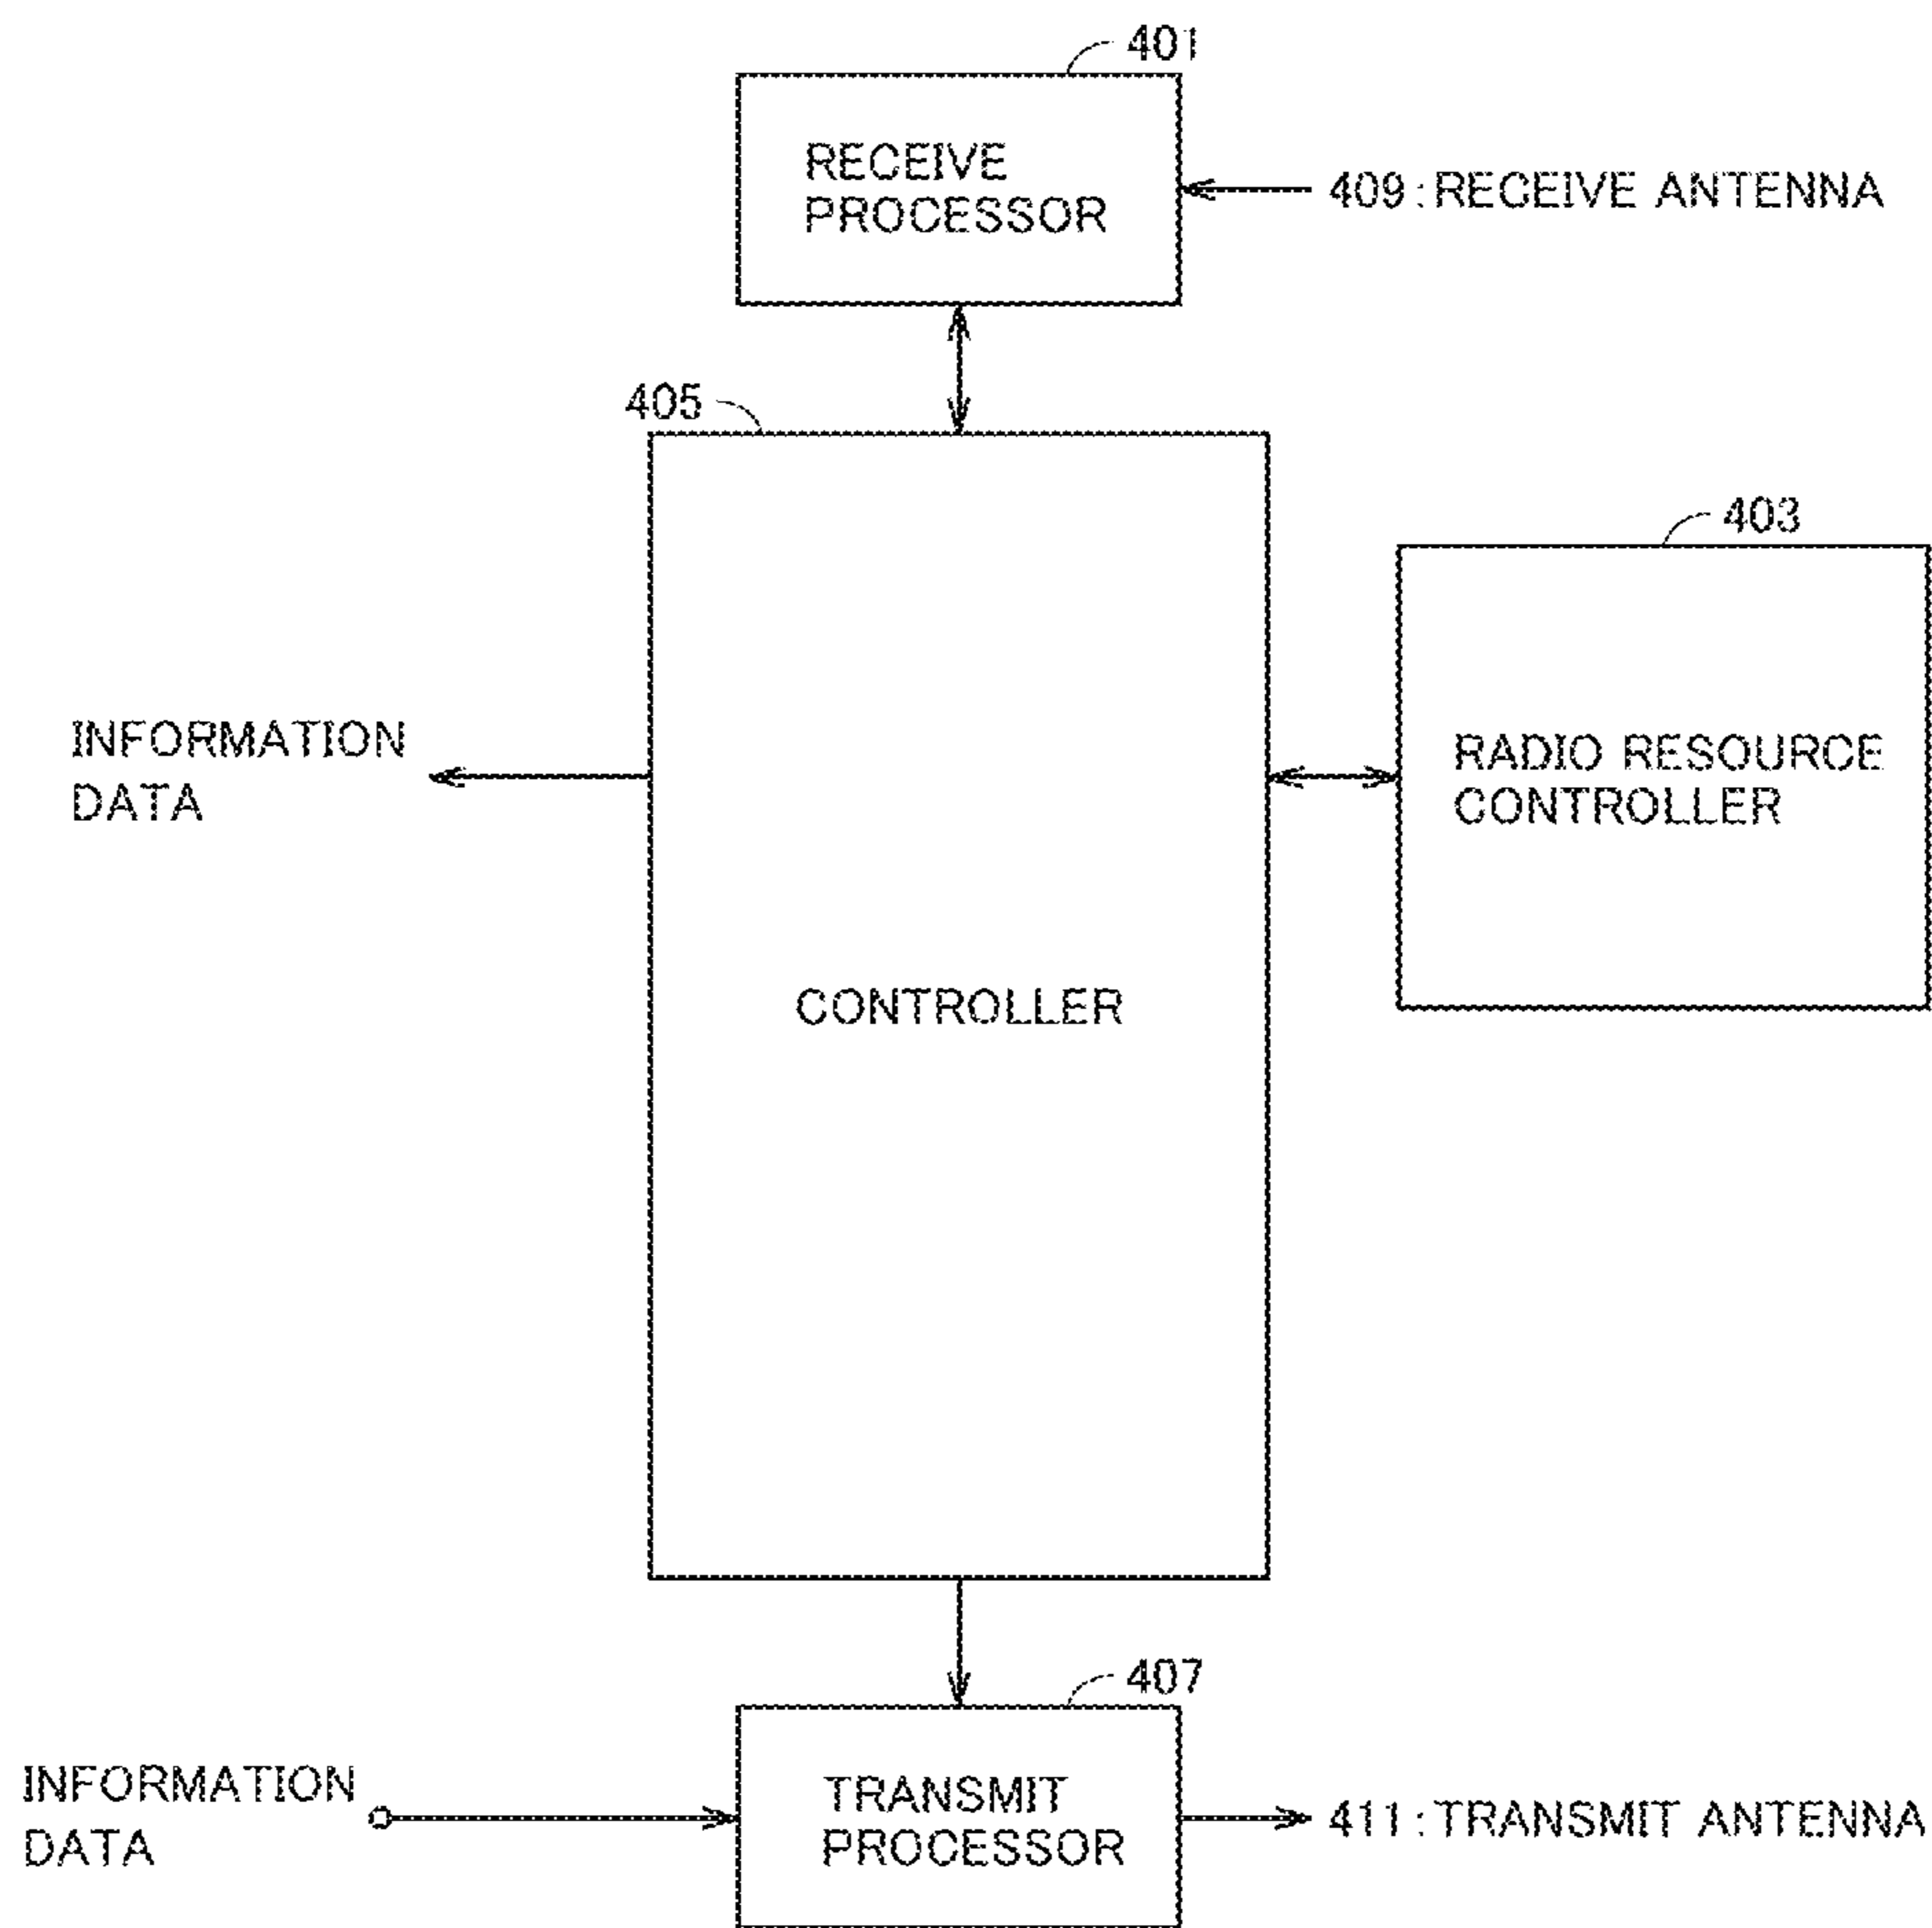 401
RECEIVE
PROCESSOR
409:RECEIVE ANTENNA
405
403
INFORMATION
DATA
RADIO RESOURCE
CONTROLLER
CONTROLLER
407
INFORMATION
DATA
TRANSMIT
PROCESSOR
411:TRANSMIT ANTENNA